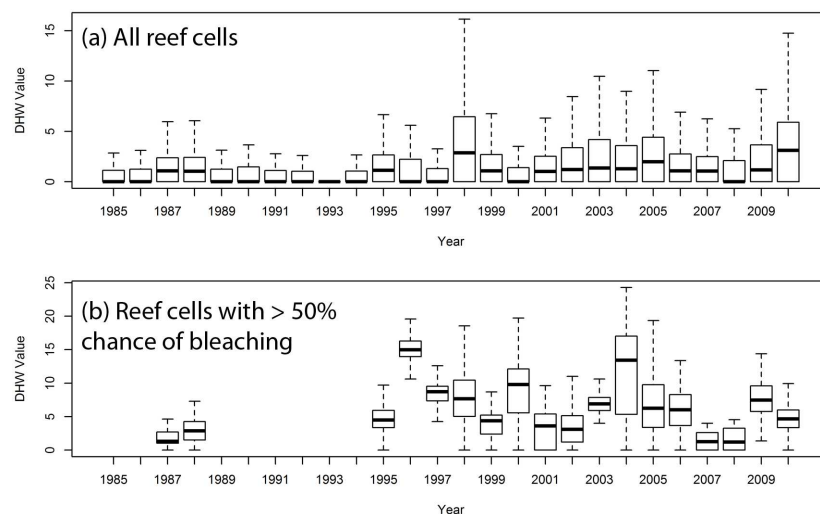 (a) All reef cells
DHW Value
15
10
5
0
1985 1987 1989 1991 1993 1995 1997 1999 2001 2003 2005 2007 2009
Year
(b) Reef cells with > 50%
chance of bleaching
DHW Value
25
20
15
10
5
0
1985 1987 1989 1991 1993 1995 1997 1999 2001 2003 2005 2007 2009
Year